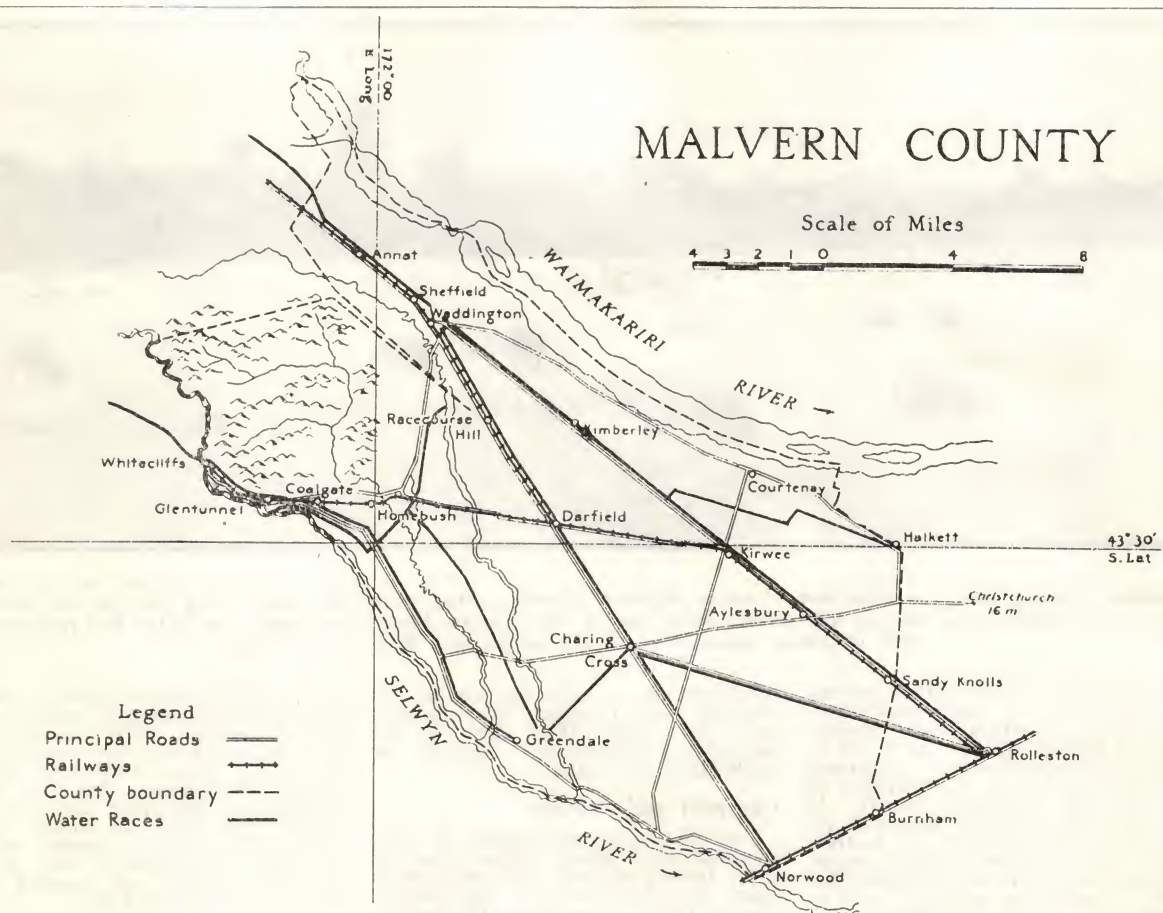 172°00
E Long
MALVERN COUNTY
Scale of Miles
4 3 2 1 0 4 8
WAIMAKARIRI
RIVER
Annat
Sheffield
Waddington
Racecourse
Hill
Kimberley
Whitecliffs
Coalgate
Glentunnel
Homebush
Courtenay
Darfield
Halkett
Kirwee
43°30′
S. Lat
Christchurch
16 m
Aylesbury
Charing
Cross
Sandy Knolls
SELWYN
RIVER
Greendale
Rolleston
Burnham
Norwood
Legend
Principal Roads
Railways
County boundary
Water Races